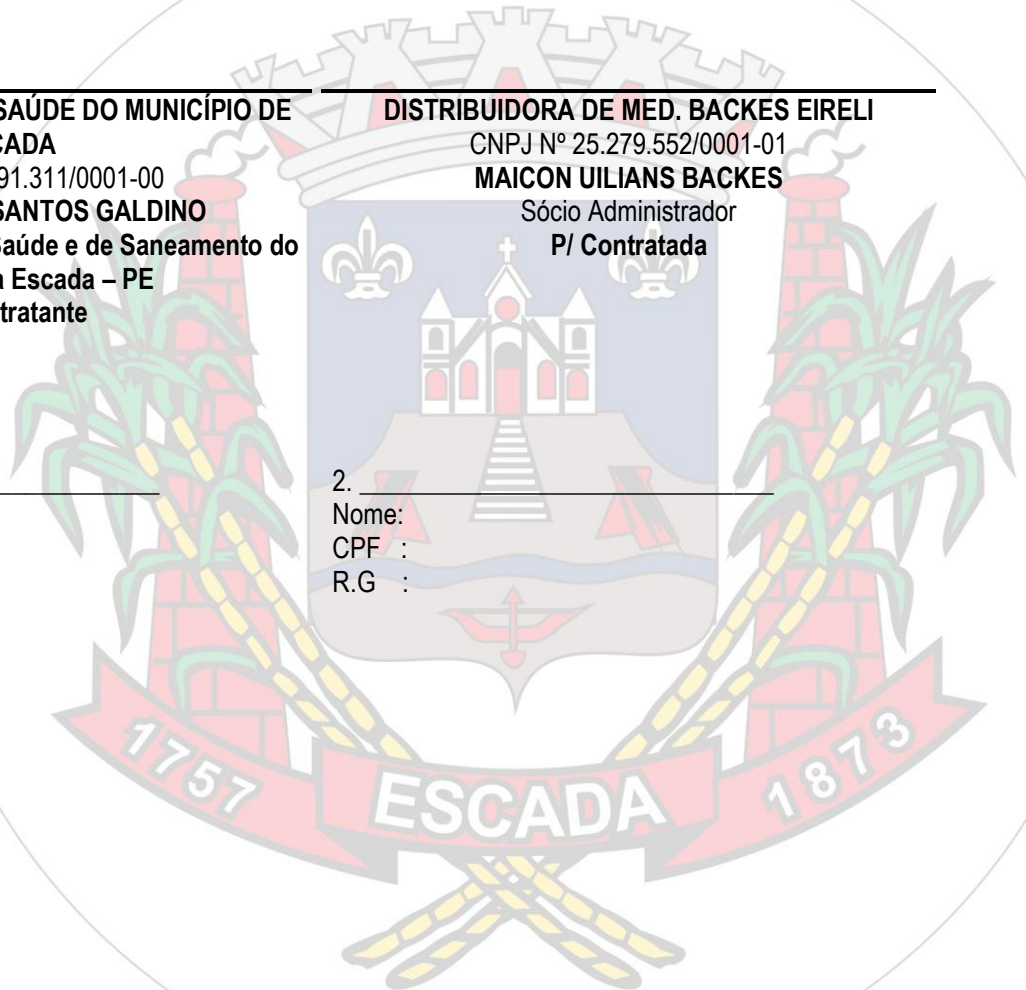 SAÚDE DO MUNICÍPIO DE
CADA
91.311/0001-00
SANTOS GALDINO
Saúde e de Saneamento do
a Escada – PE
tratante
DISTRIBUIDORA DE MED. BACKES EIRELI
CNPJ Nº 25.279.552/0001-01
MAICON UILIANS BACKES
Sócio Administrador
P/ Contratada
2. ______________________________
Nome:
CPF :
R.G :
1757 ESCADA 1873